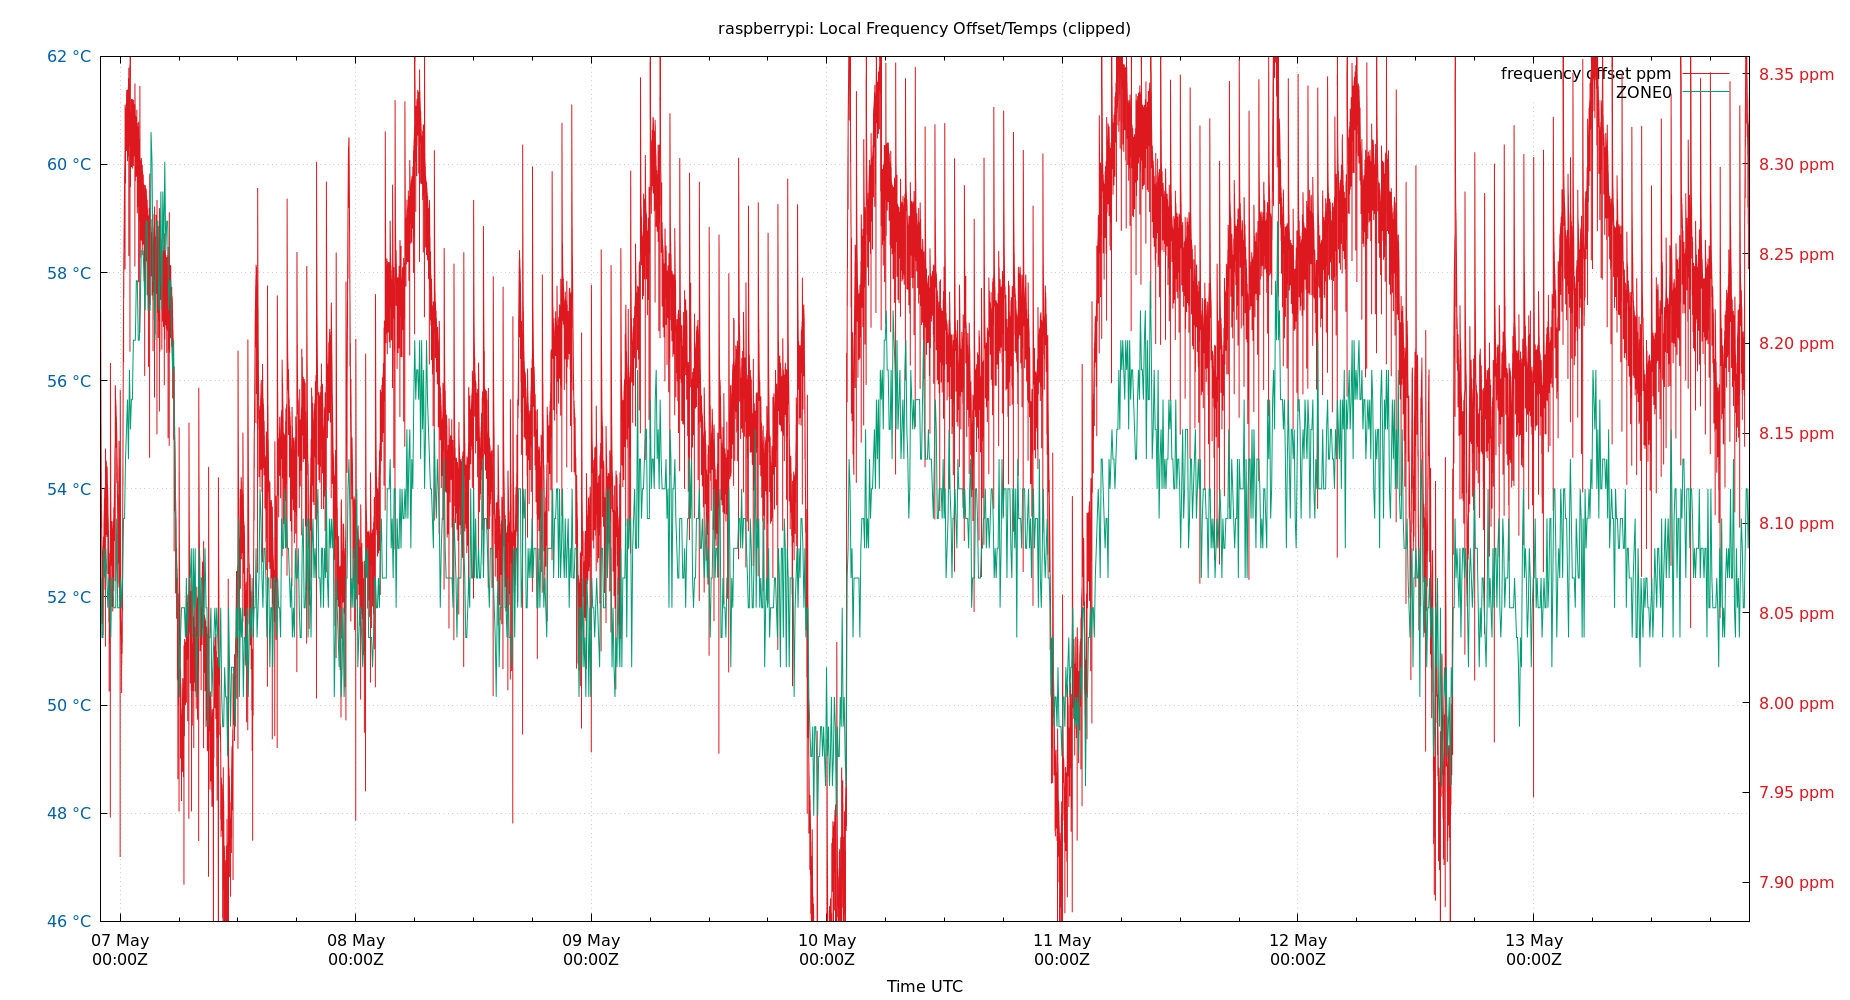 raspberrypi: Local Frequency Offset/Temps (clipped)
frequency offset ppm
ZONE0
62 °C
60 °C
58 °C
56 °C
54 °C
52 °C
50 °C
48 °C
46 °C
8.35 ppm
8.30 ppm
8.25 ppm
8.20 ppm
8.15 ppm
8.10 ppm
8.05 ppm
8.00 ppm
7.95 ppm
7.90 ppm
07 May
00:00Z
08 May
00:00Z
09 May
00:00Z
10 May
00:00Z
11 May
00:00Z
12 May
00:00Z
13 May
00:00Z
Time UTC